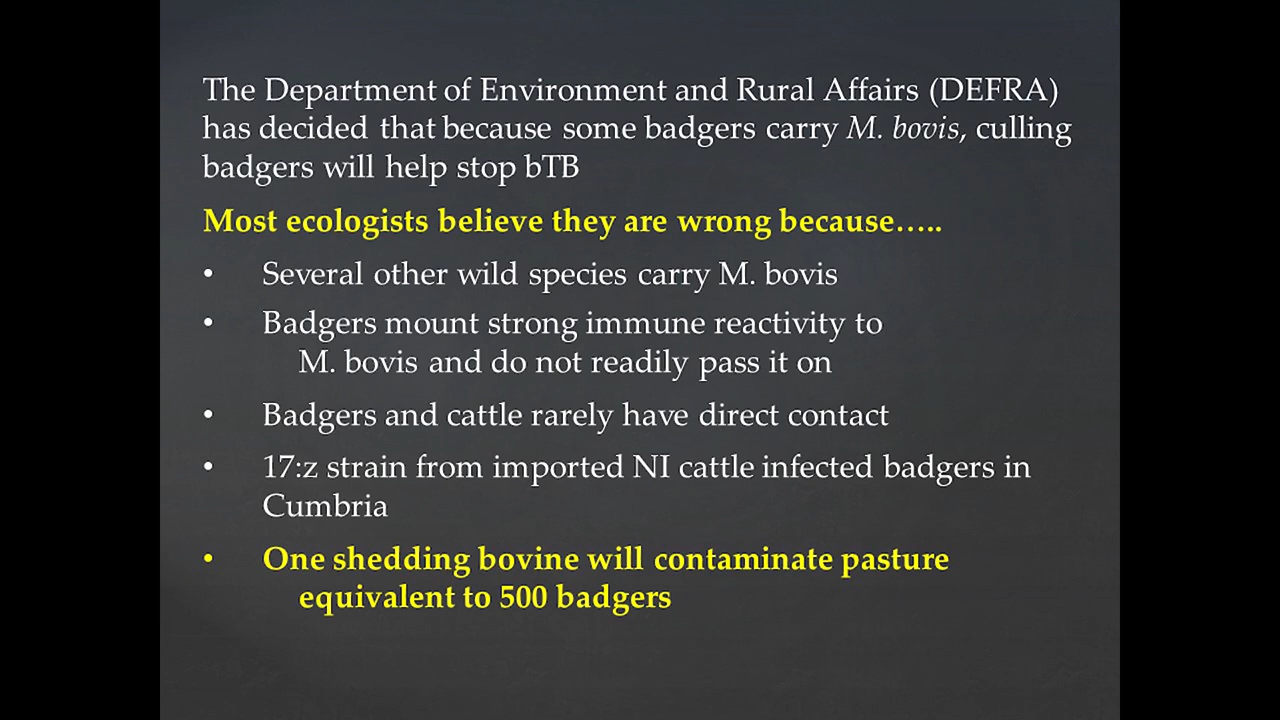 The Department of Environment and Rural Affairs (DEFRA)
has decided that because some badgers carry M. bovis, culling
badgers will help stop bTB
Most ecologists believe they are wrong because…..
• Several other wild species carry M. bovis
• Badgers mount strong immune reactivity to
M. bovis and do not readily pass it on
• Badgers and cattle rarely have direct contact
• 17:z strain from imported NI cattle infected badgers in
Cumbria
• One shedding bovine will contaminate pasture
equivalent to 500 badgers